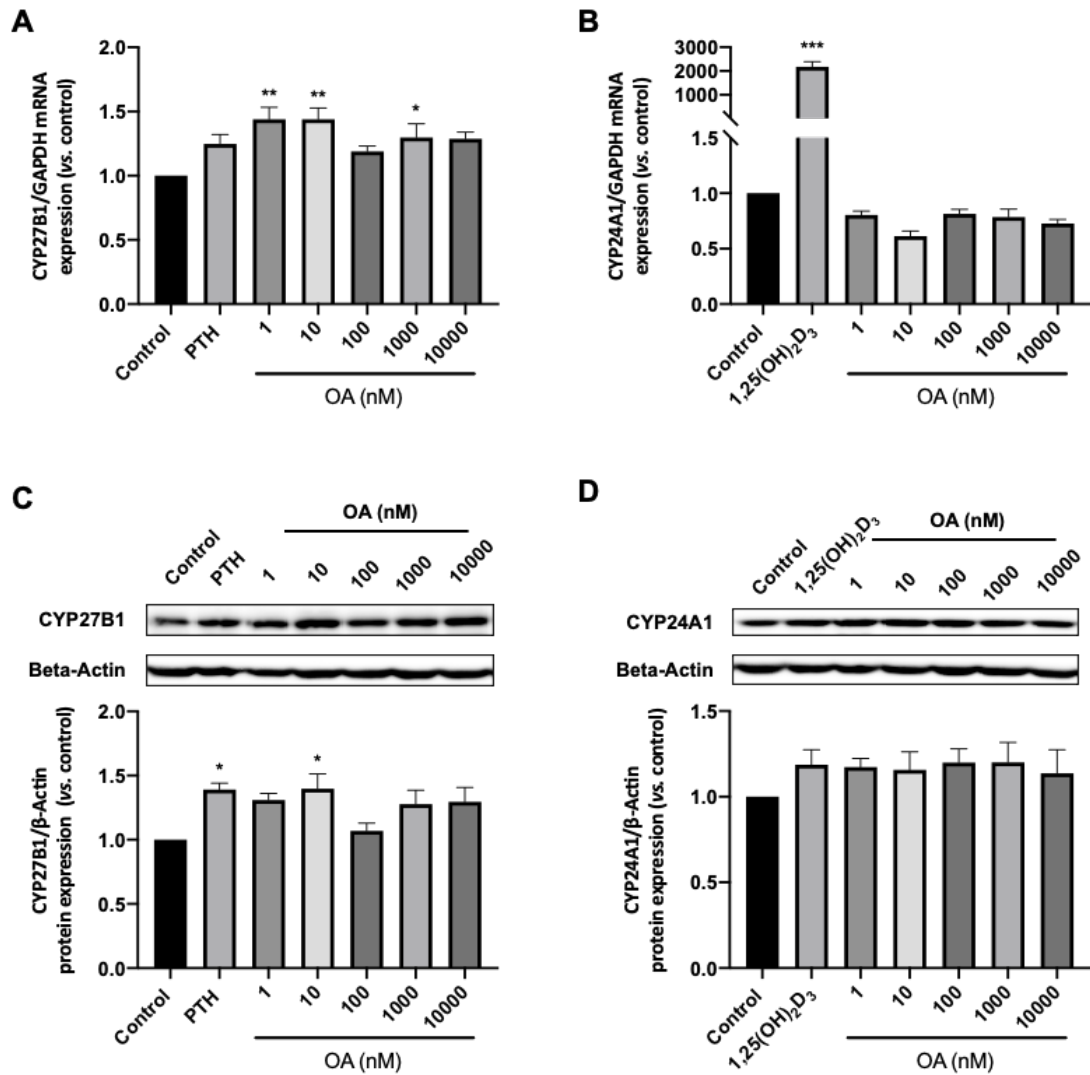 A
CYP27B1/GAPDH mRNA
expression (vs. control)
2.0
1.5
1.0
0.5
0.0
**
**
*
Control
PTH
1
10
100
1000
10000
OA (nM)
B
CYP24A1/GAPDH mRNA
expression (vs. control)
3000
2000
1000
1.5
1.0
0.5
0.0
***
Control
1,25(OH)₂D₃
1
10
100
1000
10000
OA (nM)
C
OA (nM)
Control
PTH
1
10
100
1000
10000
CYP27B1
Beta-Actin
CYP27B1/β-Actin
protein expression (vs. control)
2.0
1.5
1.0
0.5
0.0
*
*
Control
PTH
1
10
100
1000
10000
OA (nM)
D
OA (nM)
Control
1,25(OH)₂D₃
1
10
100
1000
10000
CYP24A1
Beta-Actin
CYP24A1/β-Actin
protein expression (vs. control)
1.5
1.0
0.5
0.0
Control
1,25(OH)₂D₃
1
10
100
1000
10000
OA (nM)